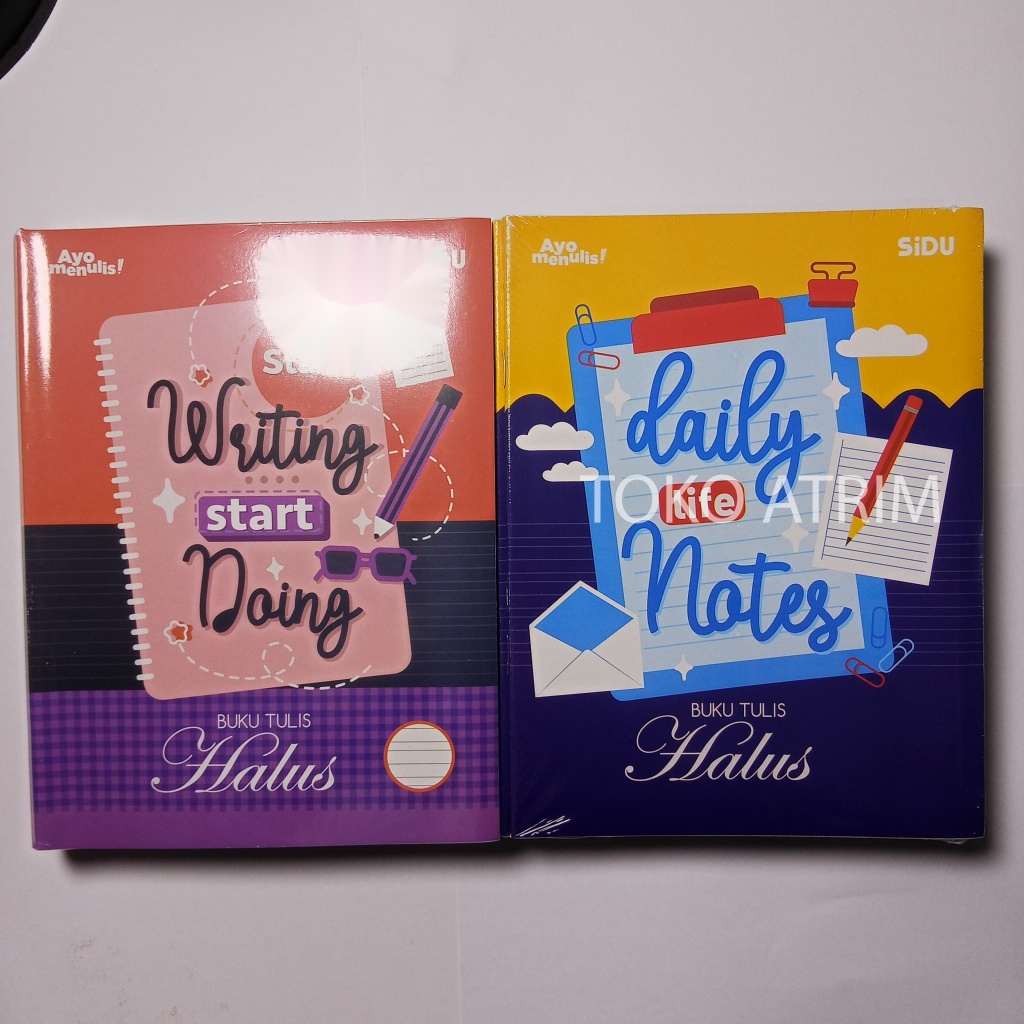 Ayo
menulis!
Writing
start
Doing
BUKU TULIS
Halus
Ayo
menulis!
SiDU
daily
life
Notes
BUKU TULIS
Halus
TOKO ATRIM